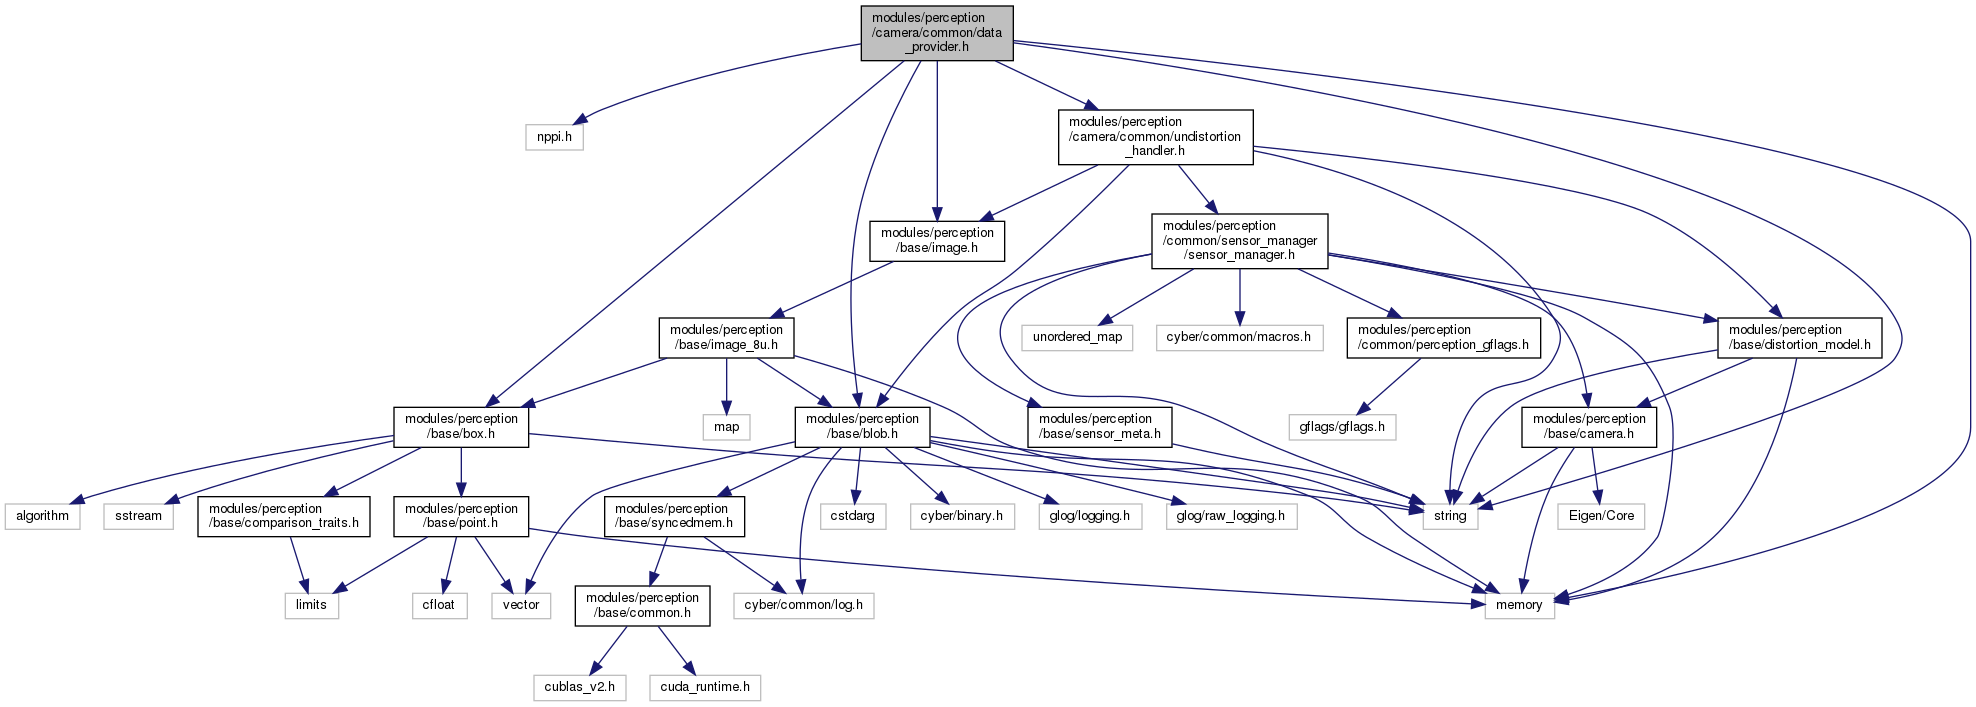 modules/perception
/camera/common/data
_provider.h
nppi.h
modules/perception
/camera/common/undistortion
_handler.h
modules/perception
/base/image.h
modules/perception
/common/sensor_manager
/sensor_manager.h
modules/perception
/base/image_8u.h
unordered_map
cyber/common/macros.h
modules/perception
/common/perception_gflags.h
modules/perception
/base/distortion_model.h
modules/perception
/base/box.h
map
modules/perception
/base/blob.h
modules/perception
/base/sensor_meta.h
gflags/gflags.h
modules/perception
/base/camera.h
algorithm
sstream
modules/perception
/base/comparison_traits.h
modules/perception
/base/point.h
modules/perception
/base/syncedmem.h
cstdarg
cyber/binary.h
glog/logging.h
glog/raw_logging.h
string
Eigen/Core
limits
cfloat
vector
modules/perception
/base/common.h
cyber/common/log.h
memory
cublas_v2.h
cuda_runtime.h